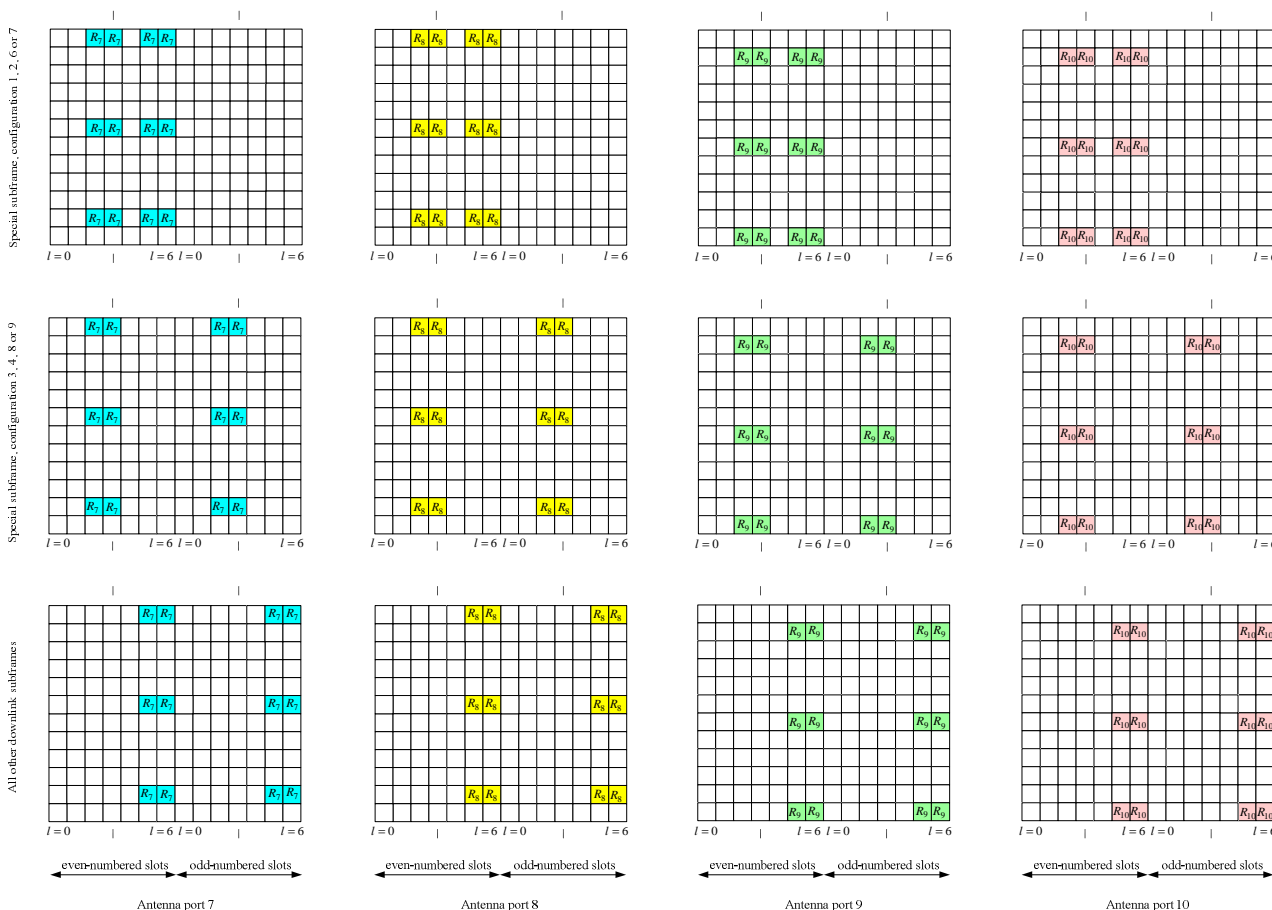 Special subframe, configuration 1, 2, 6 or 7
R₇ R₇ R₇ R₇ R₈ R₈ R₈ R₈
R₉ R₉ R₉ R₉ R₁₀ R₁₀ R₁₀ R₁₀
R₇ R₇ R₇ R₇ R₈ R₈ R₈ R₈
R₉ R₉ R₉ R₉ R₁₀ R₁₀ R₁₀ R₁₀
R₇ R₇ R₇ R₇ R₈ R₈ R₈ R₈
R₉ R₉ R₉ R₉ R₁₀ R₁₀ R₁₀ R₁₀
l = 0 l = 6 l = 0 l = 6 l = 0 l = 6 l = 0 l = 6 l = 0 l = 6 l = 0 l = 6 l = 0 l = 6 l = 0 l = 6
Special subframe, configuration 3, 4, 8 or 9
R₇ R₇ R₇ R₇ R₈ R₈ R₈ R₈
R₉ R₉ R₉ R₉ R₁₀ R₁₀ R₁₀ R₁₀
R₇ R₇ R₇ R₇ R₈ R₈ R₈ R₈
R₉ R₉ R₉ R₉ R₁₀ R₁₀ R₁₀ R₁₀
R₇ R₇ R₇ R₇ R₈ R₈ R₈ R₈
R₉ R₉ R₉ R₉ R₁₀ R₁₀ R₁₀ R₁₀
l = 0 l = 6 l = 0 l = 6 l = 0 l = 6 l = 0 l = 6 l = 0 l = 6 l = 0 l = 6 l = 0 l = 6 l = 0 l = 6
All other downlink subframes
R₇ R₇ R₇ R₇ R₈ R₈ R₈ R₈
R₉ R₉ R₉ R₉ R₁₀ R₁₀ R₁₀ R₁₀
R₇ R₇ R₇ R₇ R₈ R₈ R₈ R₈
R₉ R₉ R₉ R₉ R₁₀ R₁₀ R₁₀ R₁₀
R₇ R₇ R₇ R₇ R₈ R₈ R₈ R₈
R₉ R₉ R₉ R₉ R₁₀ R₁₀ R₁₀ R₁₀
l = 0 l = 6 l = 0 l = 6 l = 0 l = 6 l = 0 l = 6 l = 0 l = 6 l = 0 l = 6 l = 0 l = 6 l = 0 l = 6
even-numbered slots odd-numbered slots even-numbered slots odd-numbered slots even-numbered slots odd-numbered slots even-numbered slots odd-numbered slots
Antenna port 7 Antenna port 8 Antenna port 9 Antenna port 10